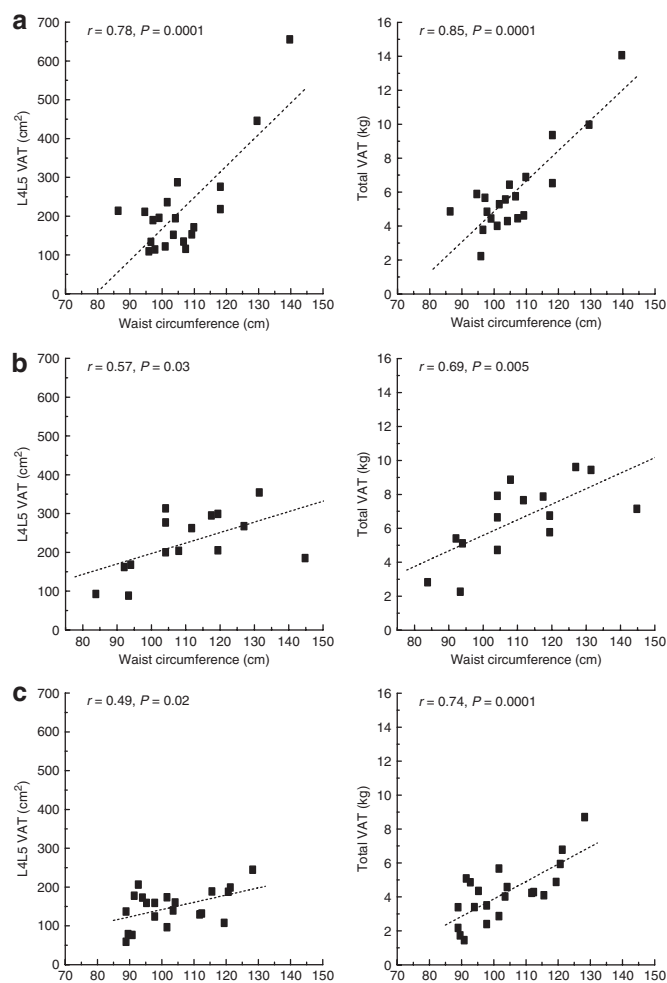 a
r = 0.78, P = 0.0001
L4L5 VAT (cm²)
700
600
500
400
300
200
100
0
70 80 90 100 110 120 130 140 150
Waist circumference (cm)
r = 0.85, P = 0.0001
Total VAT (kg)
16
14
12
10
8
6
4
2
0
70 80 90 100 110 120 130 140 150
Waist circumference (cm)
b
r = 0.57, P = 0.03
L4L5 VAT (cm²)
700
600
500
400
300
200
100
0
80 90 100 110 120 130 140 150
Waist circumference (cm)
r = 0.69, P = 0.005
Total VAT (kg)
16
14
12
10
8
6
4
2
0
80 90 100 110 120 130 140 150
Waist circumference (cm)
c
r = 0.49, P = 0.02
L4L5 VAT (cm²)
700
600
500
400
300
200
100
0
70 80 90 100 110 120 130 140 150
r = 0.74, P = 0.0001
Total VAT (kg)
16
14
12
10
8
6
4
2
0
70 80 90 100 110 120 130 140 150